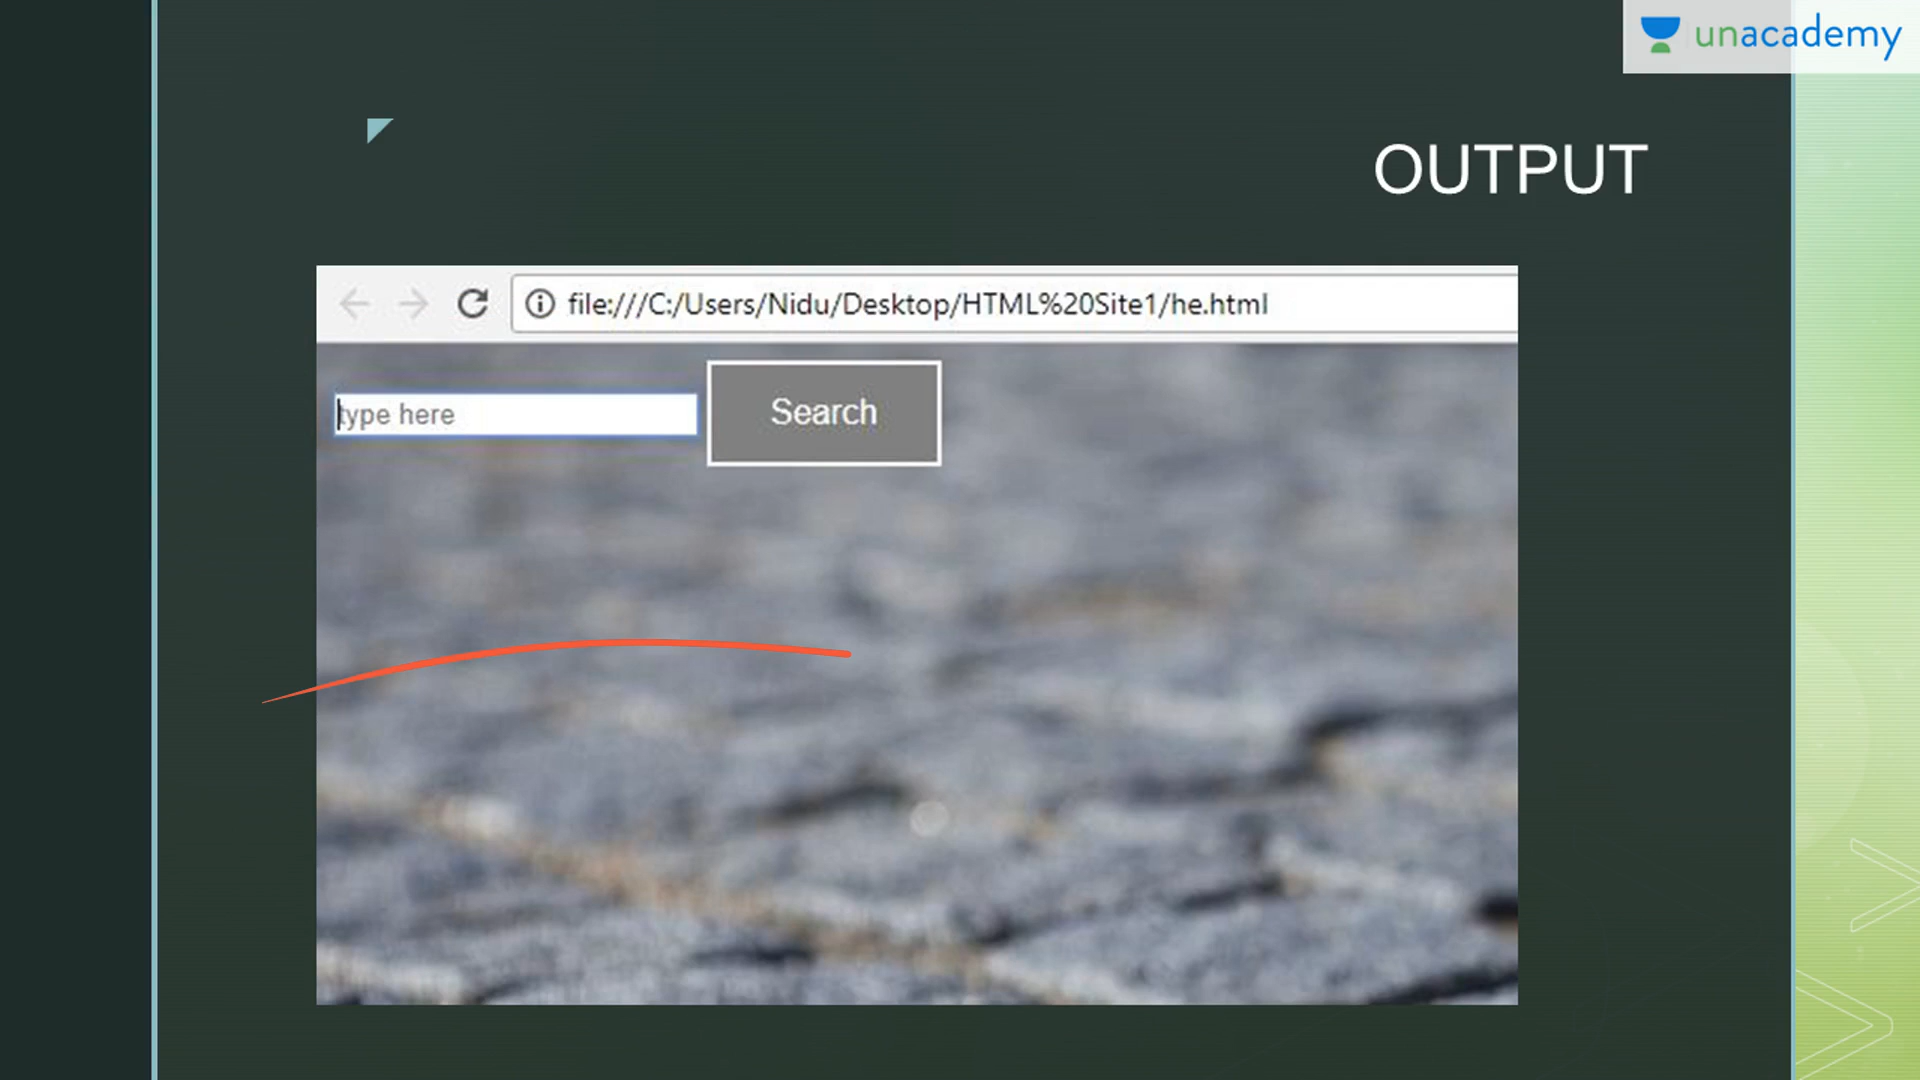 unacademy
OUTPUT
file:///C:/Users/Nidu/Desktop/HTML%20Site1/he.html
type here
Search